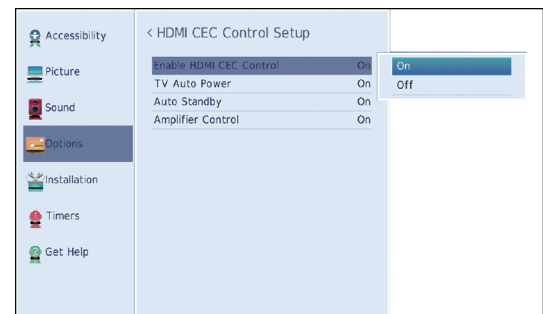 Accessibility
Picture
Sound
Options
Installation
Timers
Get Help
< HDMI CEC Control Setup
Enable HDMI CEC Control On
TV Auto Power On
Auto Standby On
Amplifier Control On
On
Off